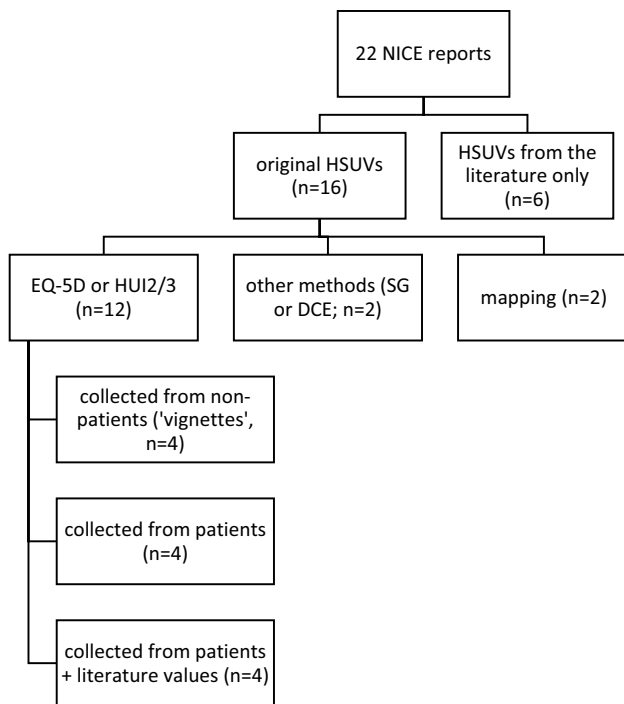 22 NICE reports
original HSUVs
(n=16)
HSUVs from the
literature only
(n=6)
EQ-5D or HUI2/3
(n=12)
other methods (SG
or DCE; n=2)
mapping (n=2)
collected from non-
patients ('vignettes',
n=4)
collected from patients
(n=4)
collected from patients
+ literature values (n=4)